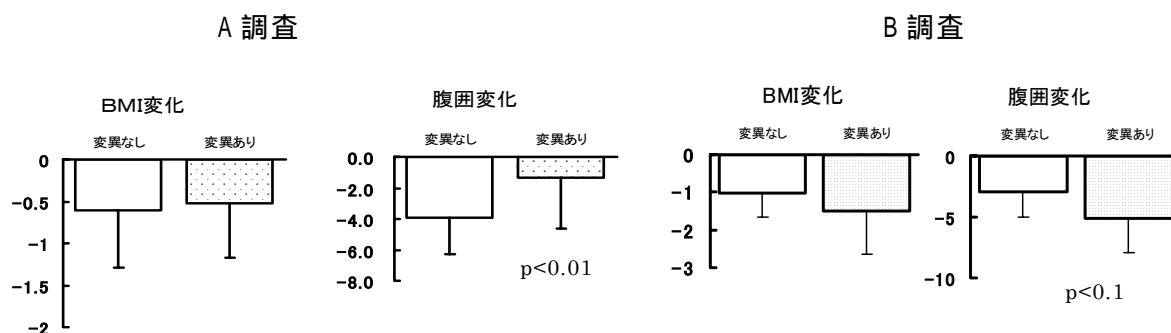 A 調査
B 調査
BMI変化
変異なし 変異あり
0
-0.5
-1
-1.5
-2
腹囲変化
変異なし 変異あり
0.0
-2.0
-4.0
-6.0
-8.0
p<0.01
BMI変化
変異なし 変異あり
0
-1
-2
-3
腹囲変化
変異なし 変異あり
0
-5
-10
p<0.1